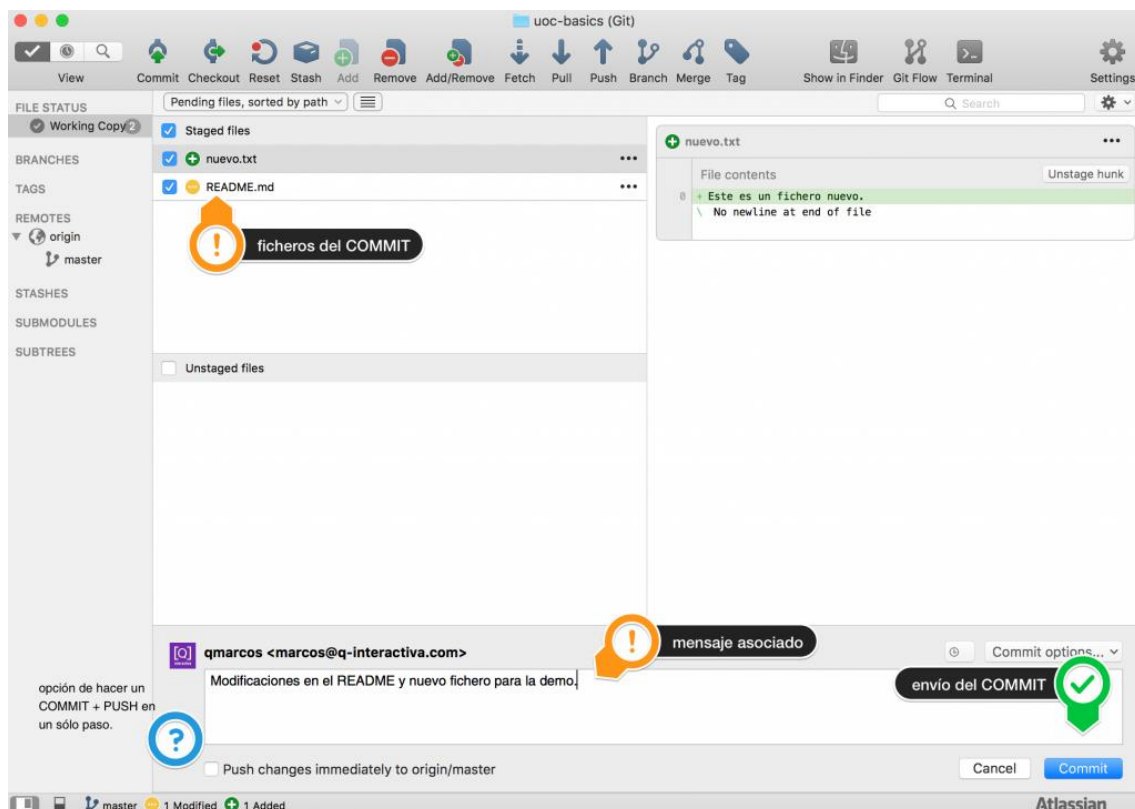 uoc-basics (Git)
View Commit Checkout Reset Stash Add Remove Add/Remove Fetch Pull Push Branch Merge Tag Show in Finder Git Flow Terminal Settings
FILE STATUS
Working Copy 2
BRANCHES
TAGS
REMOTES
origin
master
STASHES
SUBMODULES
SUBTREES
Pending files, sorted by path
Search
Staged files
nuevo.txt
README.md
ficheros del COMMIT
Unstaged files
nuevo.txt
File contents
Unstage hunk
0 + Este es un fichero nuevo.
\ No newline at end of file
qmarcos <marcos@q-interactiva.com>
mensaje asociado
Commit options...
Modificaciones en el README y nuevo fichero para la demo.
envío del COMMIT
opción de hacer un
COMMIT + PUSH en
un sólo paso.
Push changes immediately to origin/master
Cancel
Commit
master 1 Modified 1 Added
Atlassian